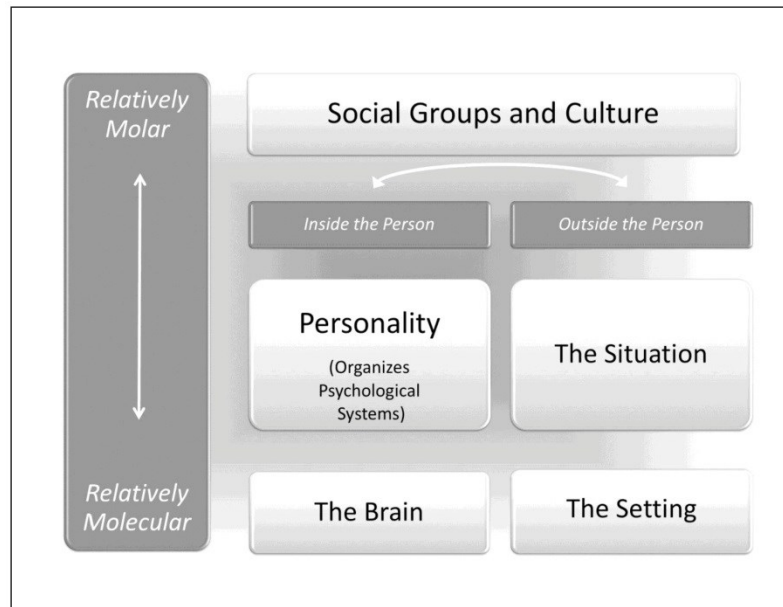 Relatively
Molar
Social Groups and Culture
Inside the Person
Outside the Person
Personality
(Organizes
Psychological
Systems)
The Situation
Relatively
Molecular
The Brain
The Setting